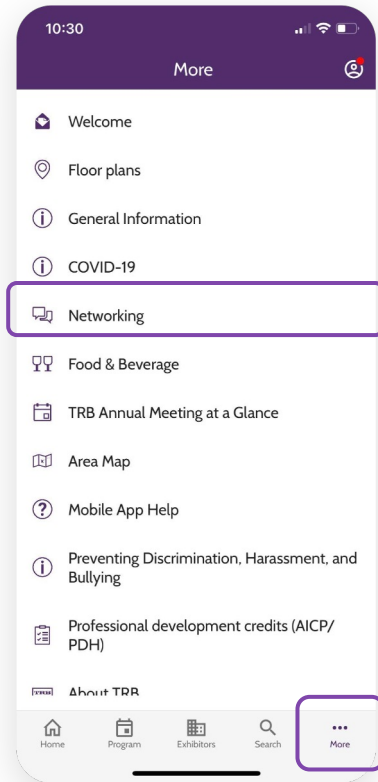 10:30
More
Welcome
Floor plans
General Information
COVID-19
Networking
Food & Beverage
TRB Annual Meeting at a Glance
Area Map
Mobile App Help
Preventing Discrimination, Harassment, and
Bullying
Professional development credits (AICP/
PDH)
About TRB
Home Program Exhibitors Search More